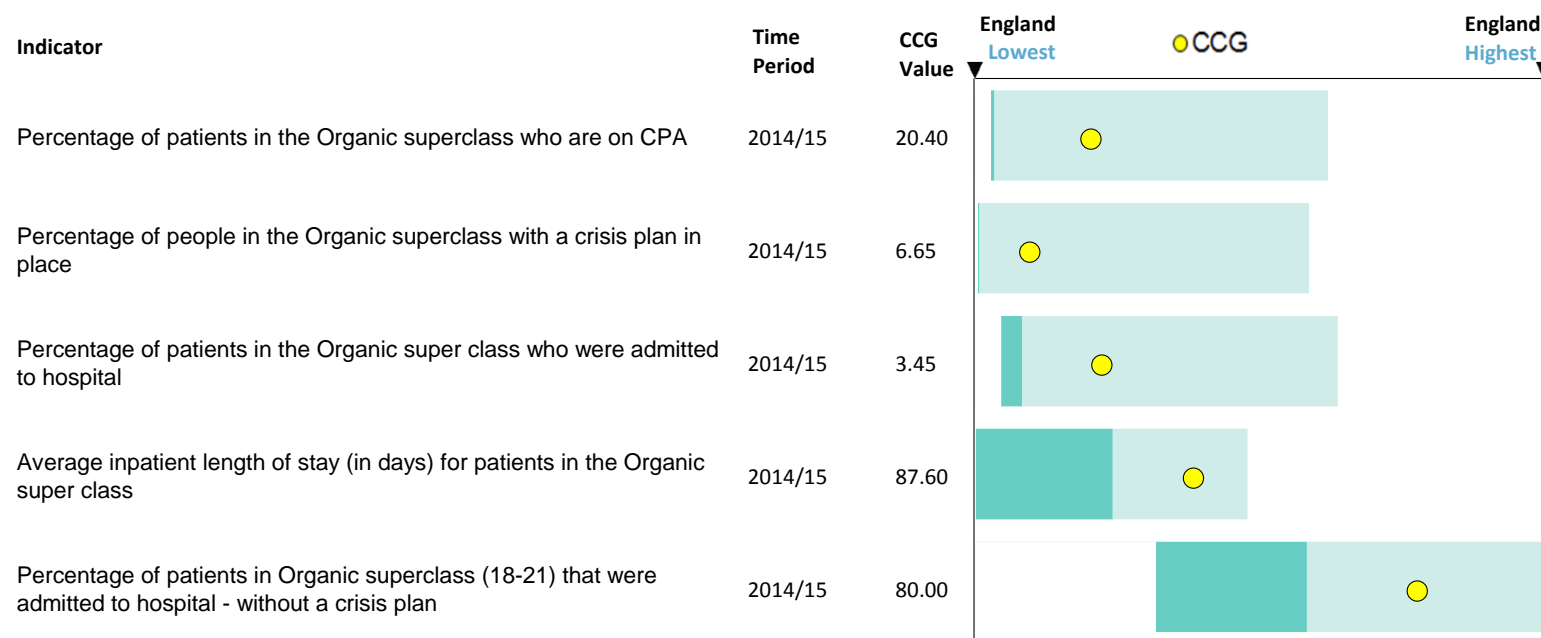 Indicator
Time
Period
CCG
Value
England
Lowest
CCG
England
Highest
Percentage of patients in the Organic superclass who are on CPA
2014/15
20.40
Percentage of people in the Organic superclass with a crisis plan in
place
2014/15
6.65
Percentage of patients in the Organic super class who were admitted
to hospital
2014/15
3.45
Average inpatient length of stay (in days) for patients in the Organic
super class
2014/15
87.60
Percentage of patients in Organic superclass (18-21) that were
admitted to hospital - without a crisis plan
2014/15
80.00